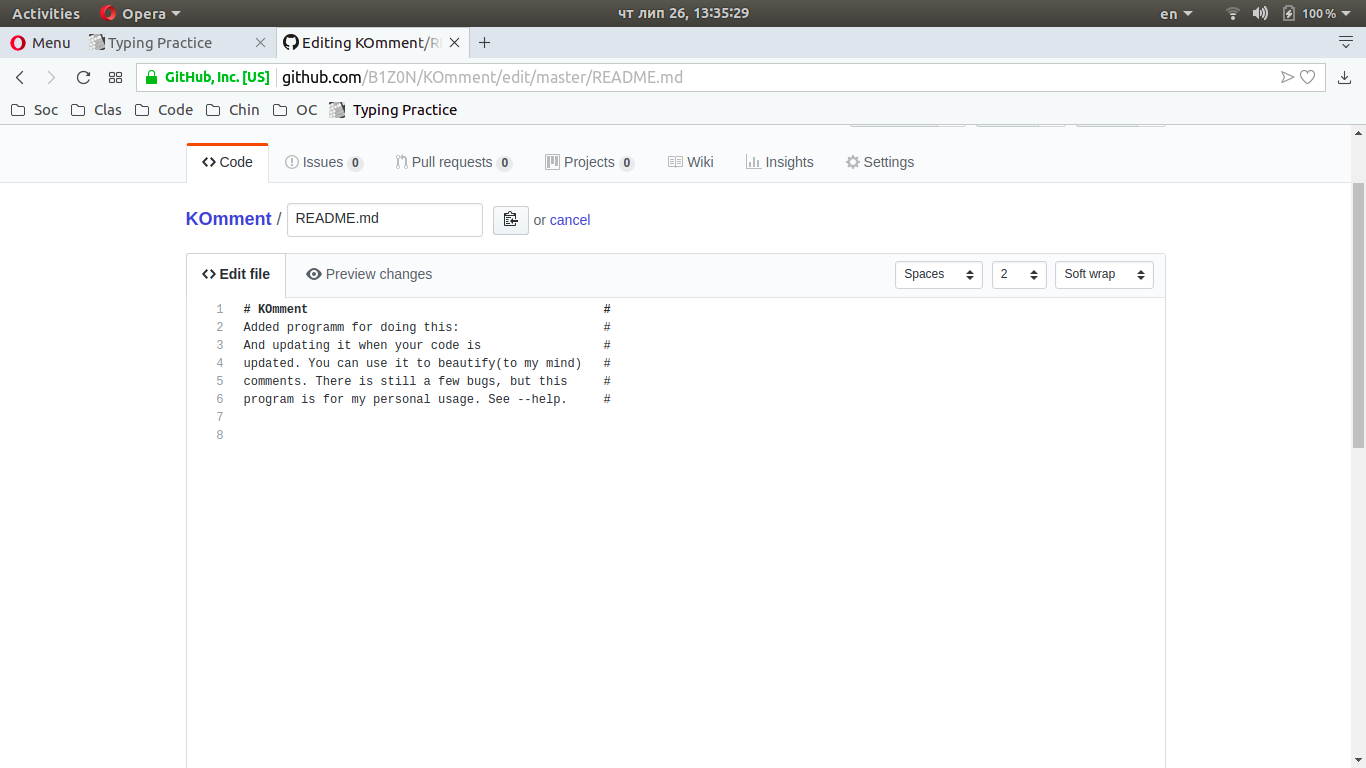 Activities Opera чт лип 26, 13:35:29 en 100 %
Menu Typing Practice Editing KOmment/R
GitHub, Inc. [US] github.com/B1Z0N/KOmment/edit/master/README.md
Soc Clas Code Chin OC Typing Practice
Code Issues 0 Pull requests 0 Projects 0 Wiki Insights Settings
KOmment / README.md or cancel
Edit file Preview changes Spaces 2 Soft wrap
1 # KOmment #
2 Added programm for doing this: #
3 And updating it when your code is #
4 updated. You can use it to beautify(to my mind) #
5 comments. There is still a few bugs, but this #
6 program is for my personal usage. See --help. #
7
8